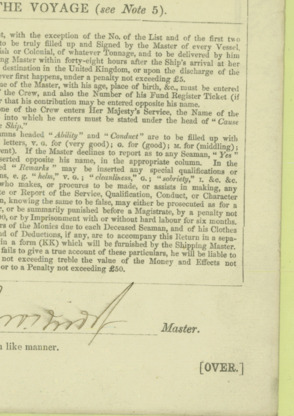 THE VOYAGE (see Note 5).
t, with the exception of the No. of the List and of the first two
to be truly filled up and Signed by the Master of every Vessel,
ish or Colonial, of whatever Tonnage, and to be delivered by him
ng Master within forty-eight hours after the Ship's arrival at her
destination in the United Kingdom, or upon the discharge of the
ever first happens, under a penalty not exceeding £5.
me of the Master, with his age, place of birth, &c., must be entered
f the Crew, and also the Number of his Fund Register Ticket (if
r that his contribution may be entered opposite his name.
one of the Crew enters Her Majesty's Service, the Name of the
into which he enters must be stated under the head of "Cause
e Ship."
umns headed "Ability" and "Conduct" are to be filled up with
letters, v. G. for (very good); G. for (good); M. for (middling);
ent). If the Master declines to report as to any Seaman, "Yes"
serted opposite his name, in the appropriate column. In the
ed "Remarks" may be inserted any special qualifications or
ns, e. g. "helm," v. G.; "cleanliness," G.; "sobriety," I. &c. &c.
who makes, or procures to be made, or assists in making, any
te or Report of the Service, Qualification, Conduct, or Character
n, knowing the same to be false, may either be prosecuted as for a
, or be summarily punished before a Magistrate, by a penalty not
0, or by Imprisonment with or without hard labour for six months.
rs of the Monies due to each Deceased Seaman, and of his Clothes
nd of Deductions, if any, are to accompany this Return in a sepa-
in a form (KK) which will be furnished by the Shipping Master.
fails to give a true account of these particulars, he will be liable to
not exceeding treble the value of the Money and Effects not
or to a Penalty not exceeding £50.
Master.
n like manner.
[OVER.]